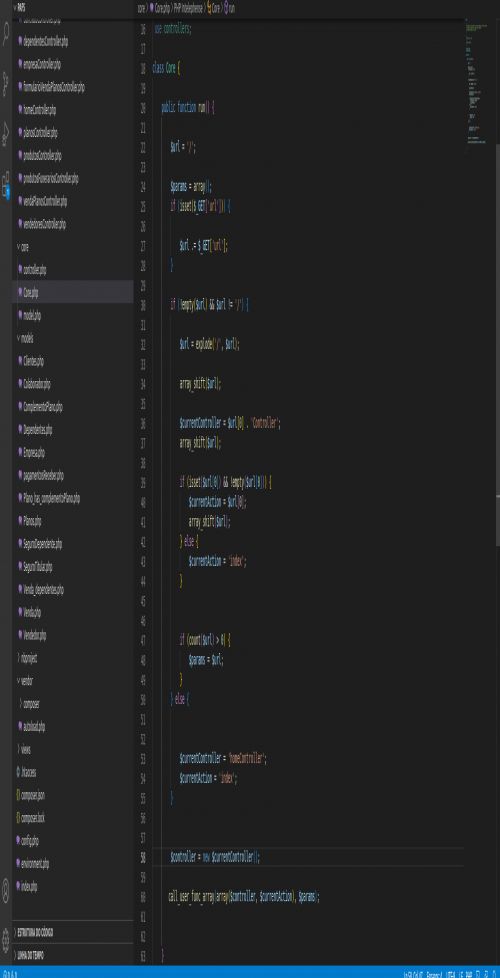 PAPS
dependentesController.php
empresaController.php
formularioVendaPlanosController.php
homeController.php
planosController.php
produtosController.php
produtosFunerariosController.php
vendaPlanosController.php
vendedoresController.php
core
controller.php
Core.php
model.php
models
Clientes.php
Colaborador.php
ComplementoPlano.php
Dependentes.php
Empresa.php
pagamentosReceber.php
Plano_has_complementoPlano.php
Planos.php
SeguroDependente.php
SeguroTitular.php
Venda_dependentes.php
Venda.php
Vendedor.php
nbproject
vendor
composer
autoload.php
views
.htaccess
composer.json
composer.lock
config.php
environment.php
index.php
ESTRUTURA DO CÓDIGO
LINHA DO TEMPO
core > Core.php > PHP Intelephense > Core > run
16 use controllers;
17
18 class Core {
19
20 public function run() {
21
22 $url = '/';
23
24 $params = array();
25 if (isset($_GET['url'])) {
26
27 $url .= $_GET['url'];
28 }
29
30 if (!empty($url) && $url != '/') {
31
32 $url = explode('/', $url);
33
34 array_shift($url);
35
36 $currentController = $url[0] . 'Controller';
37 array_shift($url);
38
39 if (isset($url[0]) && !empty($url[0])) {
40 $currentAction = $url[0];
41 array_shift($url);
42 } else {
43 $currentAction = 'index';
44 }
45
46
47 if (count($url) > 0) {
48 $params = $url;
49 }
50 } else {
51
52
53 $currentController = 'homeController';
54 $currentAction = 'index';
55 }
56
57
58 $controller = new $currentController();
59
60 call_user_func_array(array($controller, $currentAction), $params);
61
62
63 }